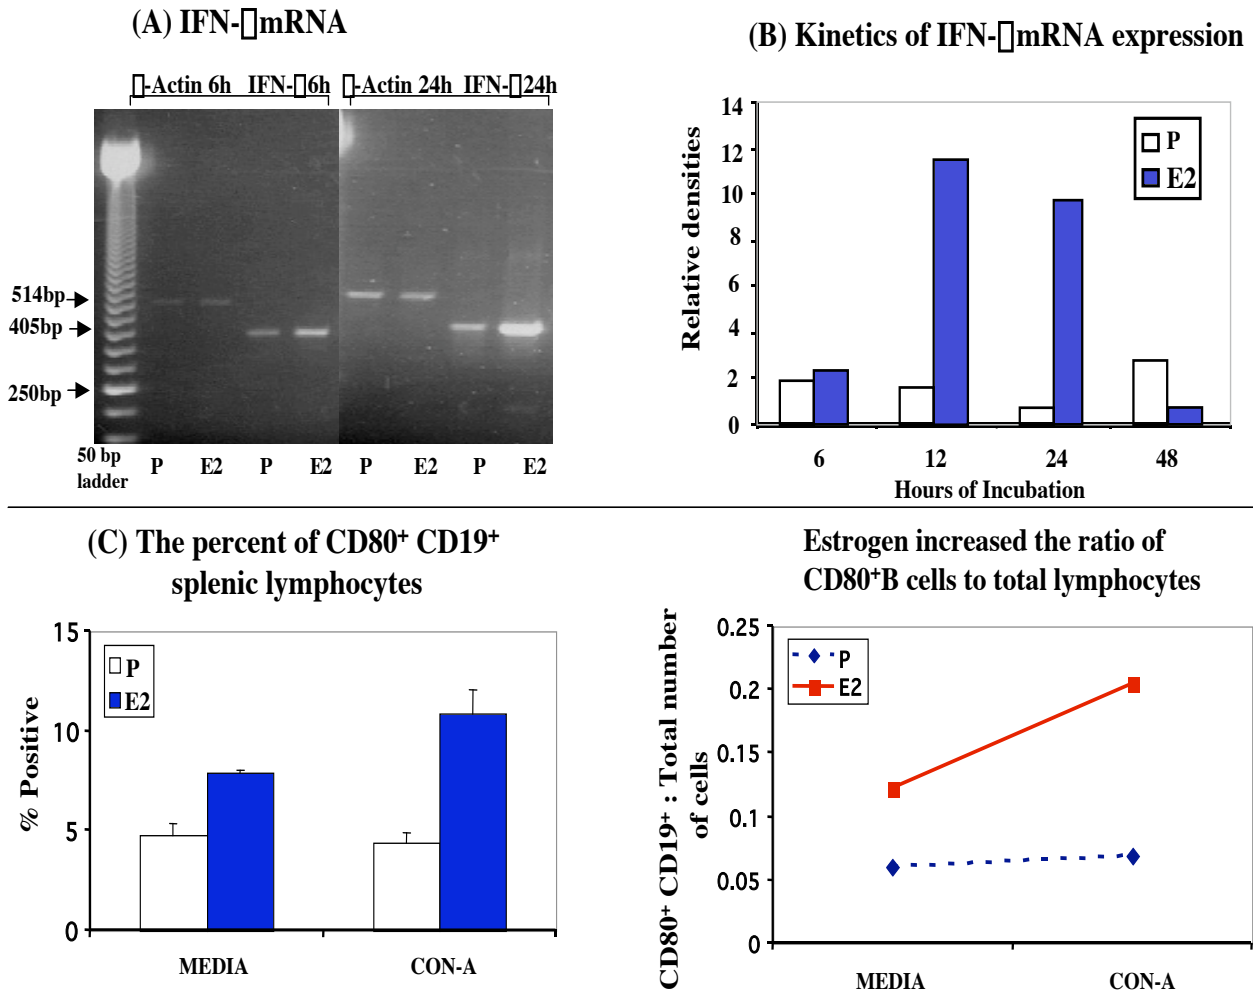 (A) IFN-▯mRNA
▯-Actin 6h IFN-▯6h ▯-Actin 24h IFN-▯24h
514bp
405bp
250bp
50 bp
ladder
P E2 P E2 P E2 P E2
(B) Kinetics of IFN-▯mRNA expression
Relative densities
14
12
10
8
6
4
2
0
P
E2
6 12 24 48
Hours of Incubation
(C) The percent of CD80⁺ CD19⁺
splenic lymphocytes
% Positive
15
10
5
0
P
E2
MEDIA CON-A
Estrogen increased the ratio of
CD80⁺B cells to total lymphocytes
CD80⁺ CD19⁺ : Total number
of cells
0.25
0.2
0.15
0.1
0.05
0
P
E2
MEDIA CON-A